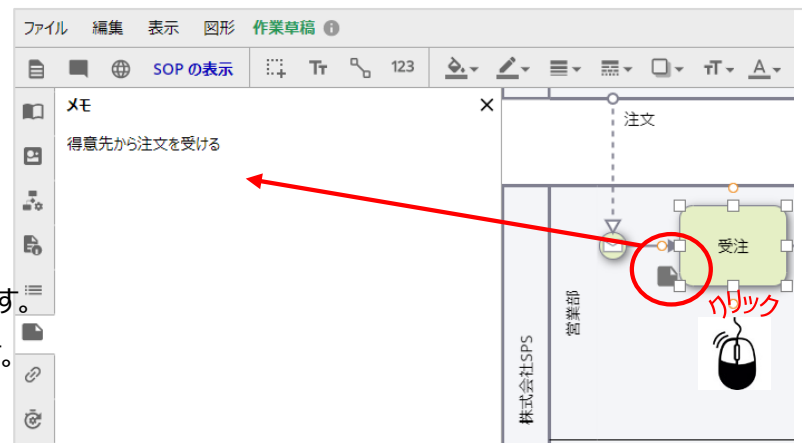 ファイル 編集 表示 図形 作業草稿
SOP の表示 Tт 123 тT A
メモ ×
得意先から注文を受ける
注文
受注
クリック
営業部
株式会社SPS
す。
。